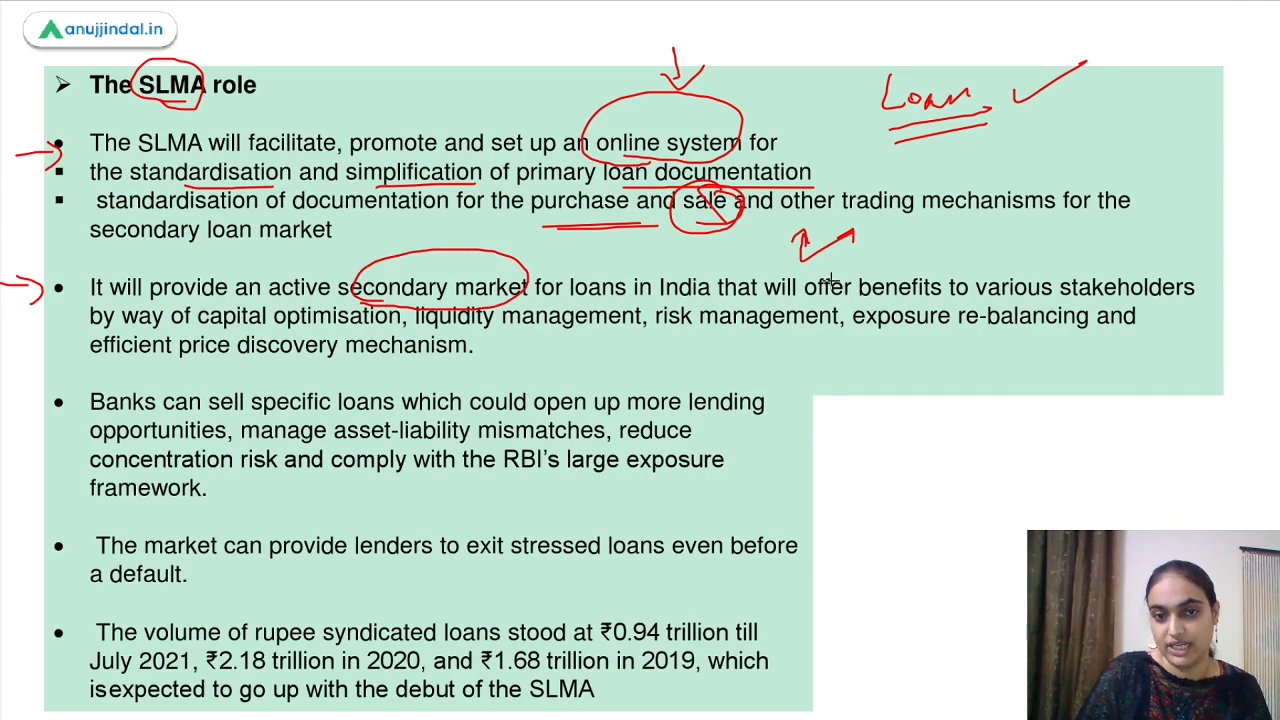 anujjindal.in
The SLMA role
Loan
The SLMA will facilitate, promote and set up an online system for
the standardisation and simplification of primary loan documentation
standardisation of documentation for the purchase and sale and other trading mechanisms for the
secondary loan market
It will provide an active secondary market for loans in India that will offer benefits to various stakeholders
by way of capital optimisation, liquidity management, risk management, exposure re-balancing and
efficient price discovery mechanism.
Banks can sell specific loans which could open up more lending
opportunities, manage asset-liability mismatches, reduce
concentration risk and comply with the RBI’s large exposure
framework.
The market can provide lenders to exit stressed loans even before
a default.
The volume of rupee syndicated loans stood at ₹0.94 trillion till
July 2021, ₹2.18 trillion in 2020, and ₹1.68 trillion in 2019, which
isexpected to go up with the debut of the SLMA